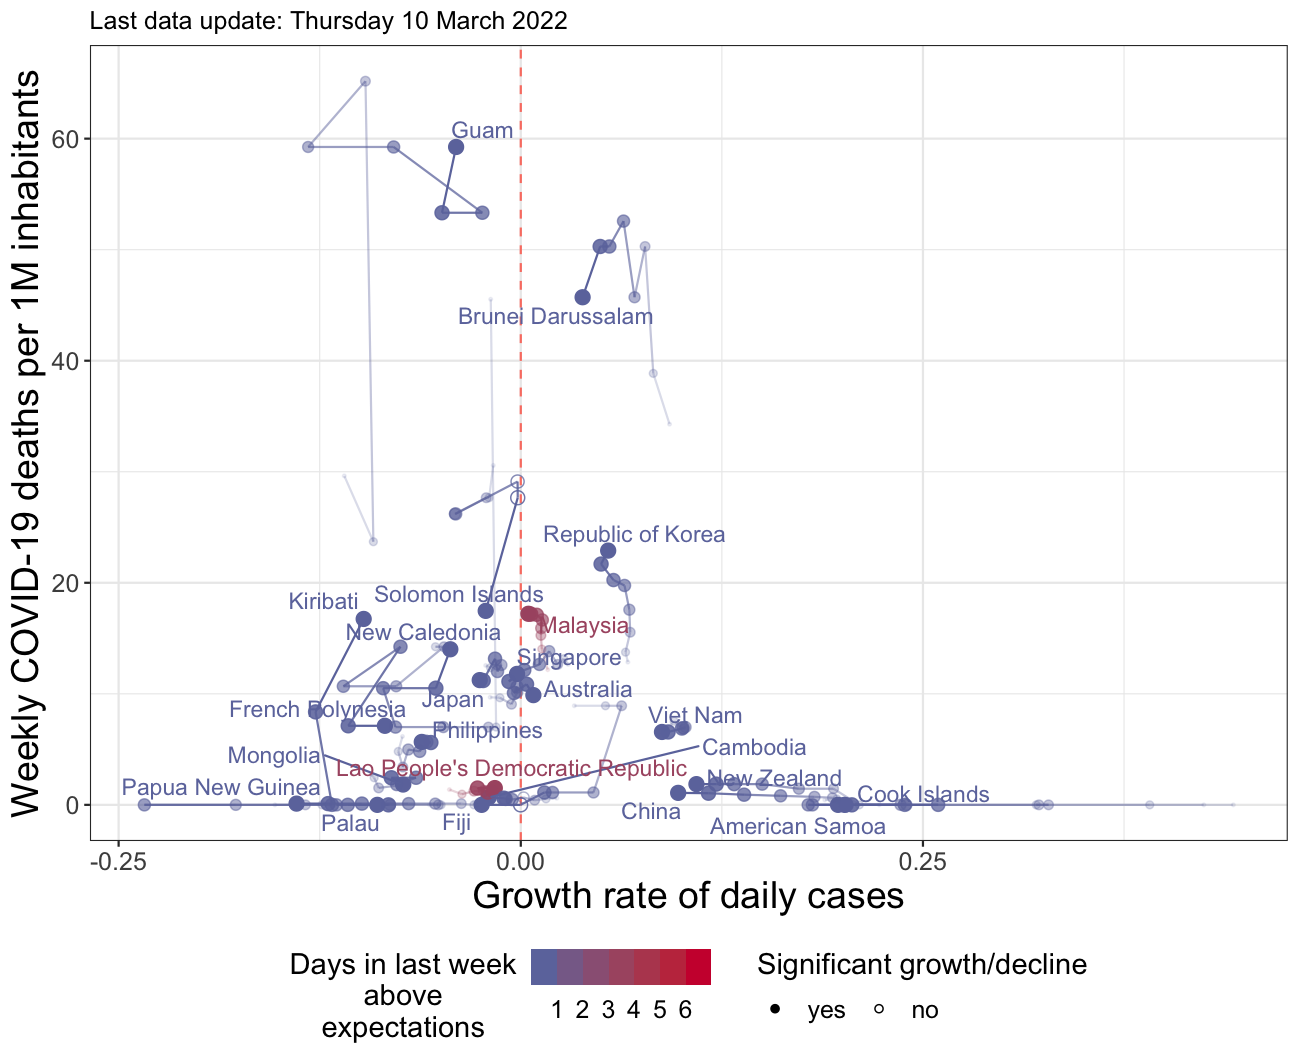 Last data update: Thursday 10 March 2022
Weekly COVID-19 deaths per 1M inhabitants
60
40
20
0
Guam
Brunei Darussalam
Republic of Korea
Solomon Islands
Kiribati
Malaysia
New Caledonia
Singapore
Australia
Japan
French Polynesia
Viet Nam
Philippines
Cambodia
Mongolia
Lao People's Democratic Republic
New Zealand
Papua New Guinea
Cook Islands
China
Palau
Fiji
American Samoa
-0.25
0.00
0.25
Growth rate of daily cases
Days in last week
above
expectations
1 2 3 4 5 6
Significant growth/decline
yes
no